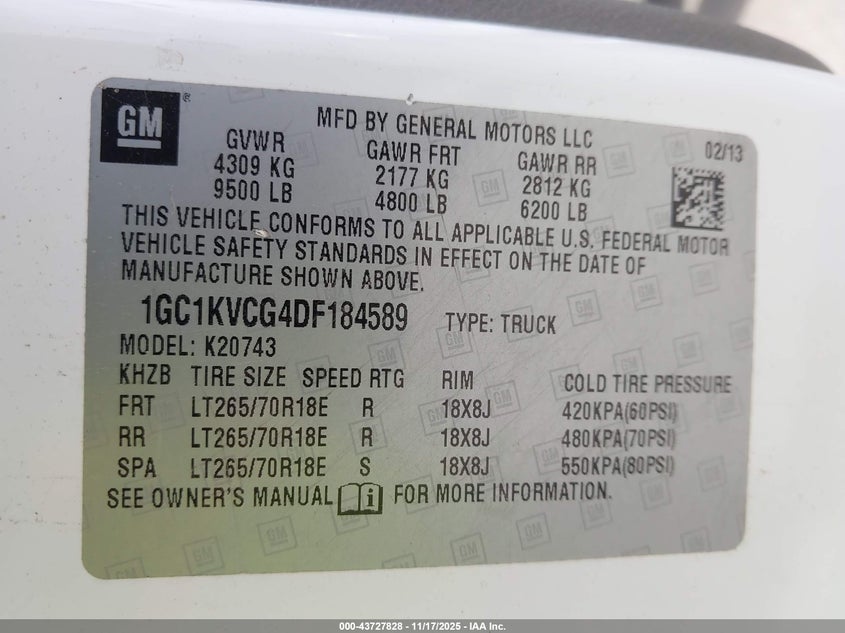 GM
MFD BY GENERAL MOTORS LLC
02/13
GVWR GAWR FRT GAWR RR
4309 KG 2177 KG 2812 KG
9500 LB 4800 LB 6200 LB
THIS VEHICLE CONFORMS TO ALL APPLICABLE U.S. FEDERAL MOTOR
VEHICLE SAFETY STANDARDS IN EFFECT ON THE DATE OF
MANUFACTURE SHOWN ABOVE.
1GC1KVCG4DF184589 TYPE: TRUCK
MODEL: K20743
KHZB TIRE SIZE SPEED RTG RIM COLD TIRE PRESSURE
FRT LT265/70R18E R 18X8J 420KPA(60PSI)
RR LT265/70R18E R 18X8J 480KPA(70PSI)
SPA LT265/70R18E S 18X8J 550KPA(80PSI)
SEE OWNER'S MANUAL i FOR MORE INFORMATION.
000-43727828 - 11/17/2025 - IAA Inc.